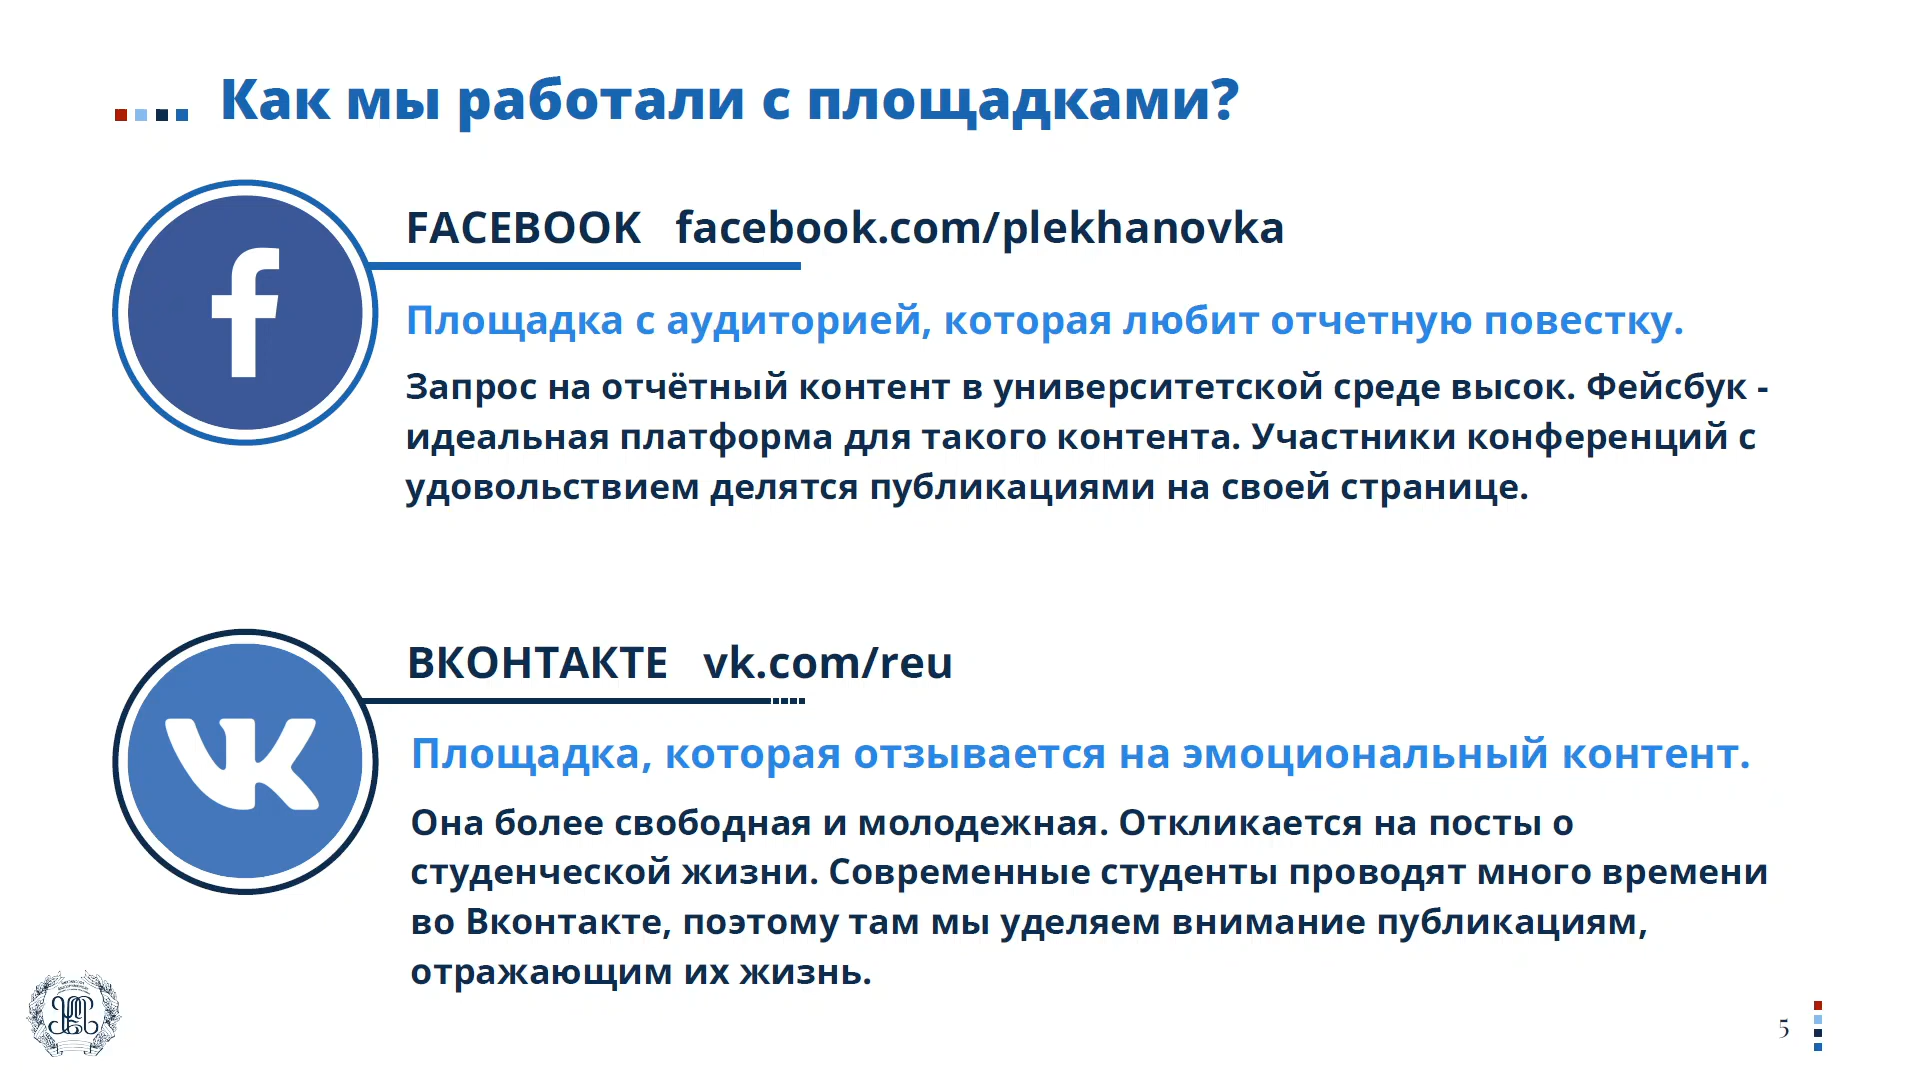 Как мы работали с площадками?
FACEBOOK facebook.com/plekhanovka
Площадка с аудиторией, которая любит отчетную повестку.
Запрос на отчётный контент в университетской среде высок. Фейсбук -
идеальная платформа для такого контента. Участники конференций с
удовольствием делятся публикациями на своей странице.
ВКОНТАКТЕ vk.com/reu
Площадка, которая отзывается на эмоциональный контент.
Она более свободная и молодежная. Откликается на посты о
студенческой жизни. Современные студенты проводят много времени
во Вконтакте, поэтому там мы уделяем внимание публикациям,
отражающим их жизнь.
5